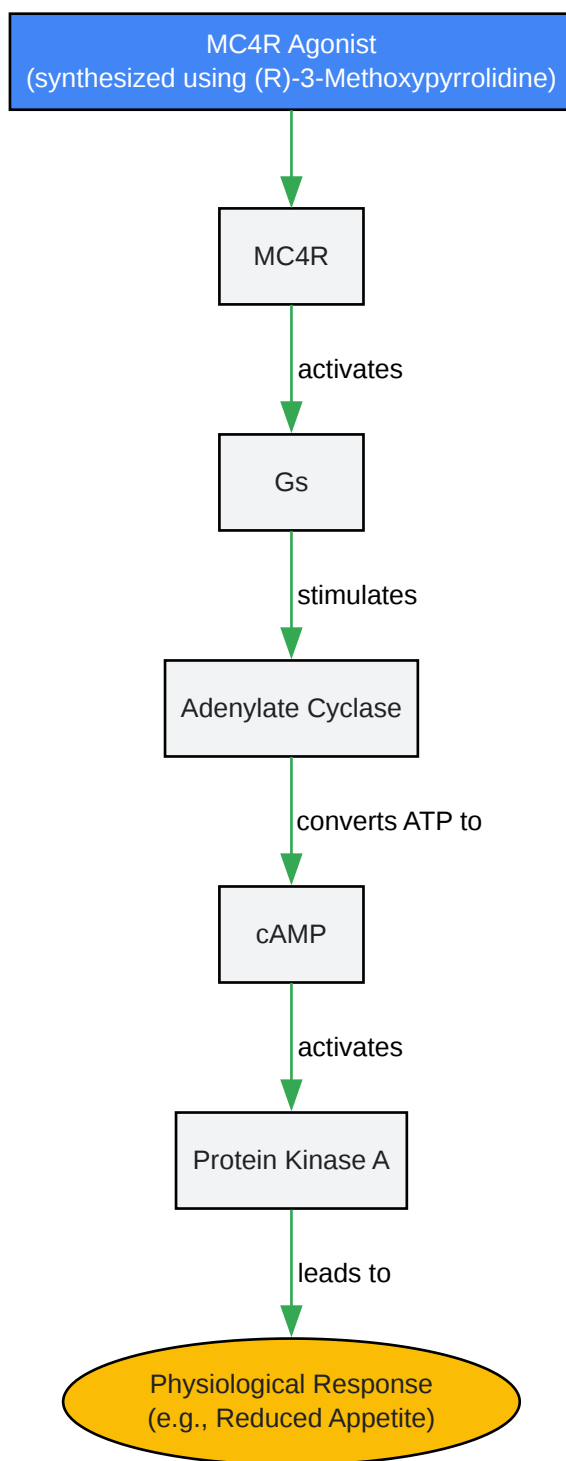 MC4R Agonist
(synthesized using (R)-3-Methoxypyrrolidine)
MC4R
activates
Gs
stimulates
Adenylate Cyclase
converts ATP to
cAMP
activates
Protein Kinase A
leads to
Physiological Response
(e.g., Reduced Appetite)